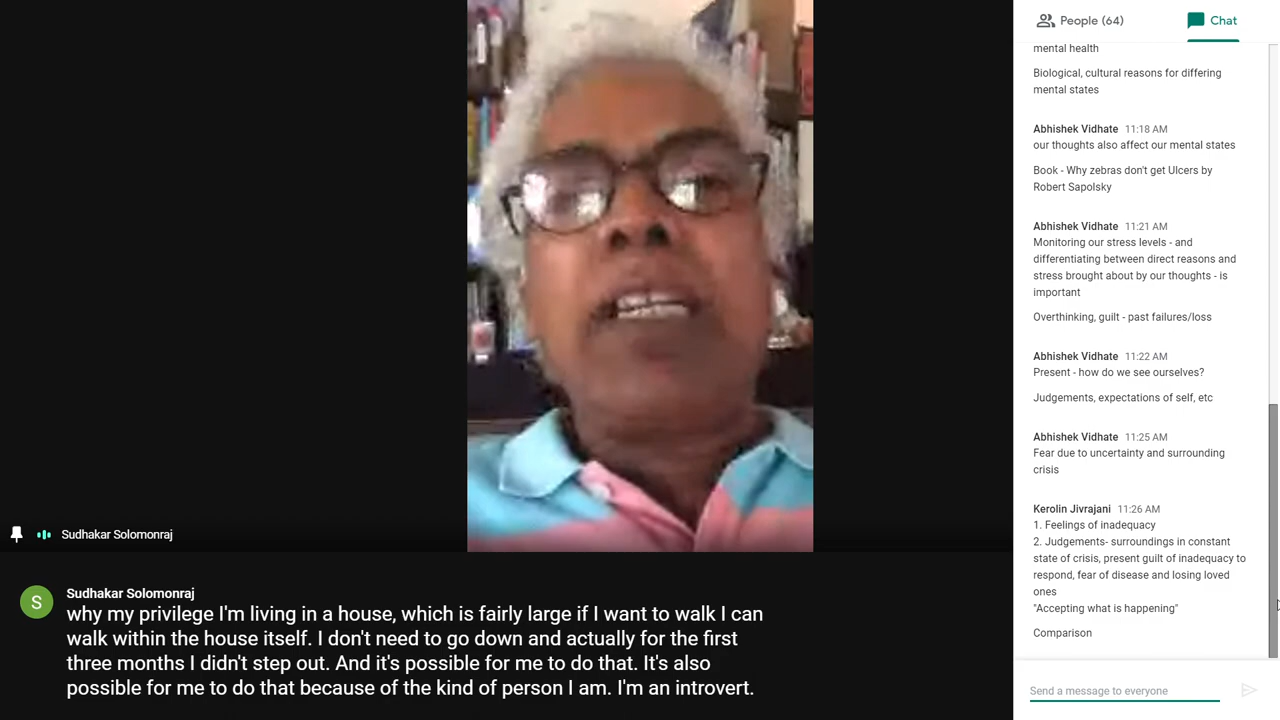 People (64)
Chat
mental health
Biological, cultural reasons for differing
mental states
Abhishek Vidhate 11:18 AM
our thoughts also affect our mental states
Book - Why zebras don't get Ulcers by
Robert Sapolsky
Abhishek Vidhate 11:21 AM
Monitoring our stress levels - and
differentiating between direct reasons and
stress brought about by our thoughts - is
important
Overthinking, guilt - past failures/loss
Abhishek Vidhate 11:22 AM
Present - how do we see ourselves?
Judgements, expectations of self, etc
Abhishek Vidhate 11:25 AM
Fear due to uncertainty and surrounding
crisis
Kerolin Jivrajani 11:26 AM
1. Feelings of inadequacy
2. Judgements- surroundings in constant
state of crisis, present guilt of inadequacy to
respond, fear of disease and losing loved
ones
"Accepting what is happening"
Comparison
Send a message to everyone
Sudhakar Solomonraj
S
Sudhakar Solomonraj
why my privilege I'm living in a house, which is fairly large if I want to walk I can
walk within the house itself. I don't need to go down and actually for the first
three months I didn't step out. And it's possible for me to do that. It's also
possible for me to do that because of the kind of person I am. I'm an introvert.